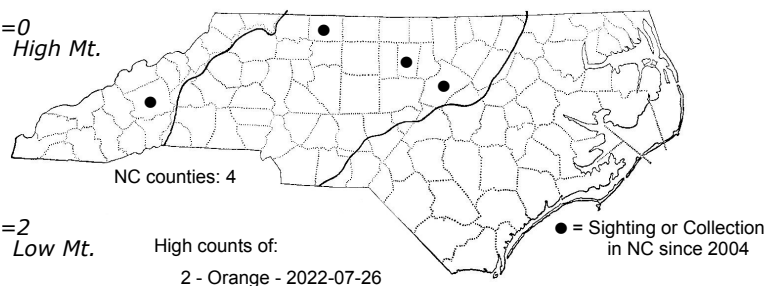 =0
High Mt.
NC counties: 4
=2
Low Mt.
High counts of:
2 - Orange - 2022-07-26
● = Sighting or Collection
in NC since 2004